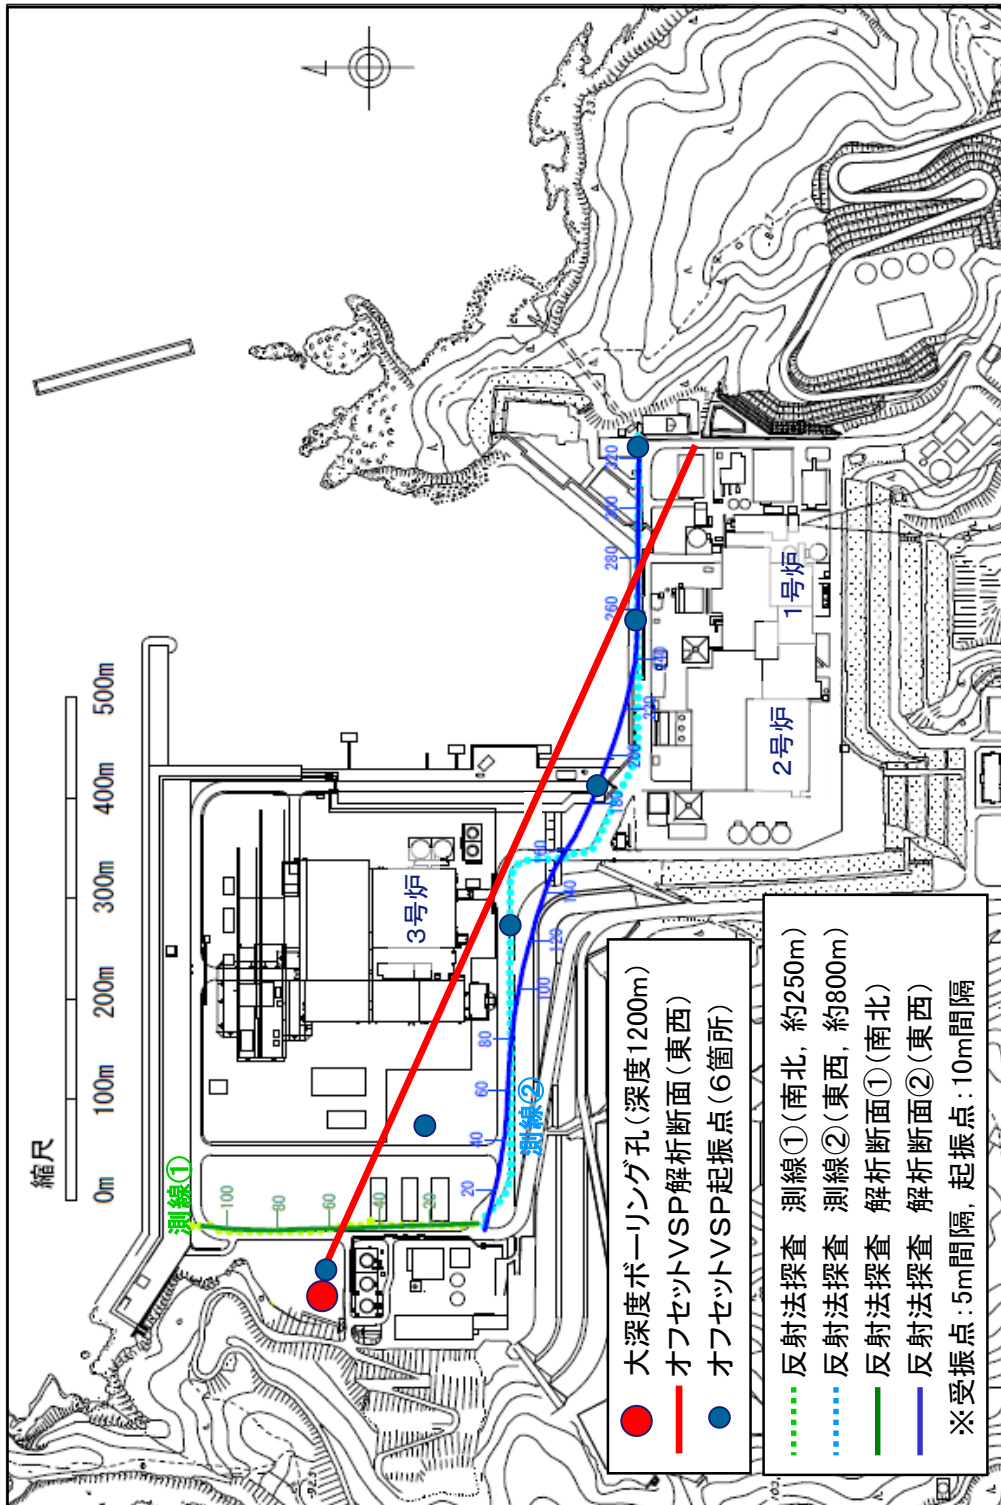 縮尺
0m 100m 200m 300m 400m 500m
測線①
100
80
60
40
20
3号炉
20
40
60
80
100
120
140
160
180
200
220
240
260
280
300
320
測線②
2号炉
1号炉
大深度ボーリング孔(深度1200m)
オフセットVSP解析断面(東西)
オフセットVSP起振点(6箇所)
反射法探査 測線①(南北, 約250m)
反射法探査 測線②(東西, 約800m)
反射法探査 解析断面①(南北)
反射法探査 解析断面②(東西)
※受振点:5m間隔, 起振点:10m間隔